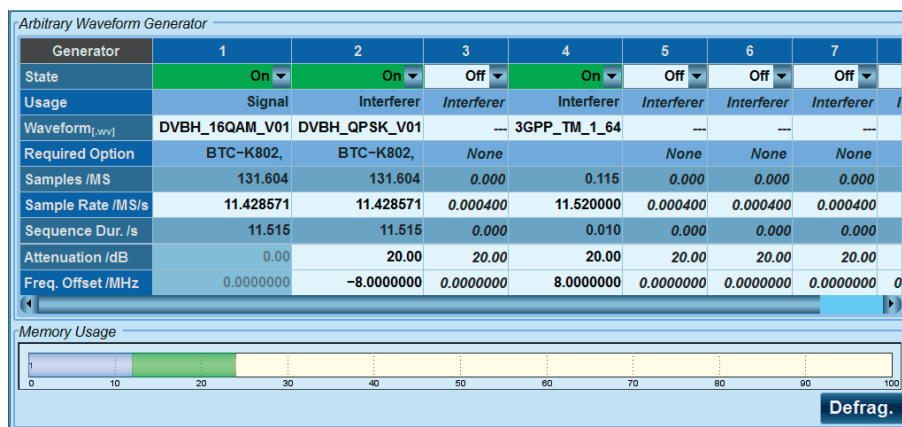 Arbitrary Waveform Generator
Generator 1 2 3 4 5 6 7
State On On Off On Off Off Off
Usage Signal Interferer Interferer Interferer Interferer Interferer Interferer
Waveform[.wv] DVBH_16QAM_V01 DVBH_QPSK_V01 --- 3GPP_TM_1_64 --- --- ---
Required Option BTC-K802, BTC-K802, None None None None
Samples /MS 131.604 131.604 0.000 0.115 0.000 0.000 0.000
Sample Rate /MS/s 11.428571 11.428571 0.000400 11.520000 0.000400 0.000400 0.000400
Sequence Dur. /s 11.515 11.515 0.000 0.010 0.000 0.000 0.000
Attenuation /dB 0.00 20.00 20.00 20.00 20.00 20.00 20.00
Freq. Offset /MHz 0.0000000 -8.0000000 0.0000000 8.0000000 0.0000000 0.0000000 0.0000000 0
Memory Usage
1
0 10 20 30 40 50 60 70 80 90 100
Defrag.